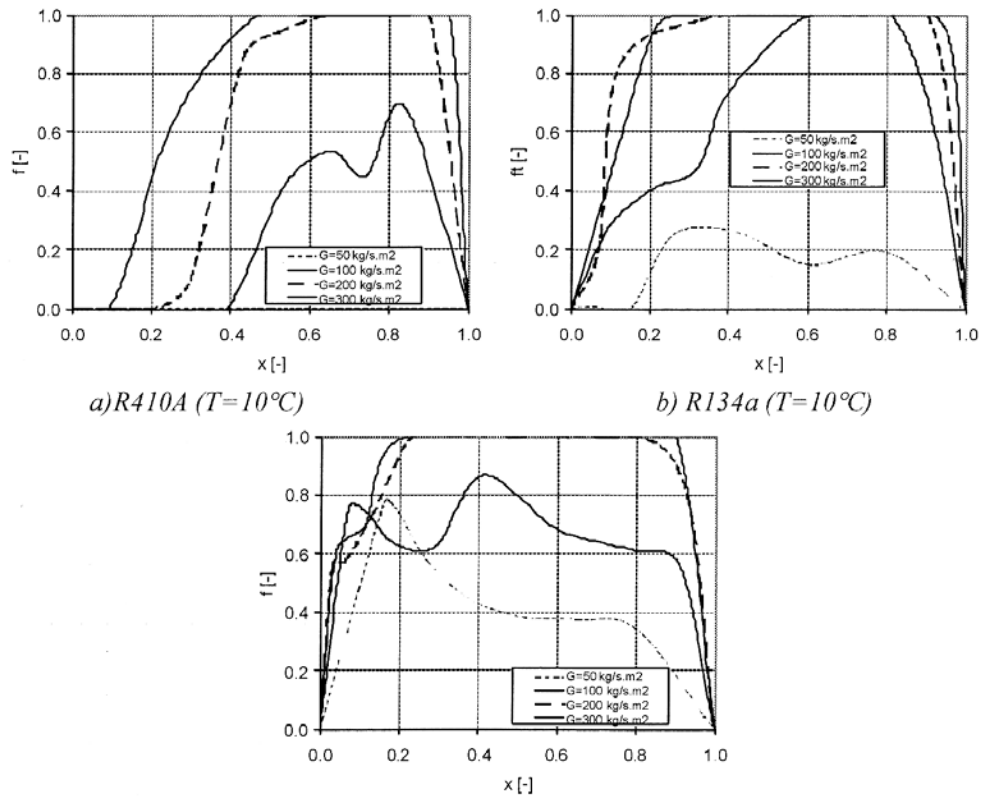 1.0
0.8
0.6
0.4
0.2
0.0
f [-]
0.0 0.2 0.4 0.6 0.8 1.0
x [-]
G=50 kg/s.m2
G=100 kg/s.m2
G=200 kg/s.m2
G=300 kg/s.m2
a)R410A (T=10°C)
1.0
0.8
0.6
0.4
0.2
0.0
ft [-]
0.0 0.2 0.4 0.6 0.8 1.0
x [-]
G=50 kg/s.m2
G=100 kg/s.m2
G=200 kg/s.m2
G=300 kg/s.m2
b) R134a (T=10°C)
1.0
0.8
0.6
0.4
0.2
0.0
f [-]
0.0 0.2 0.4 0.6 0.8 1.0
x [-]
G=50 kg/s.m2
G=100 kg/s.m2
G=200 kg/s.m2
G=300 kg/s.m2